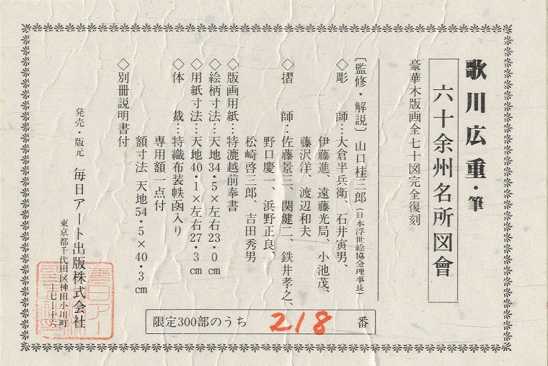 歌川広重・筆
六十余州名所図會
豪華木版画全七十図完全復刻
〔監修・解説〕山口桂三郎(日本浮世絵協会理事長)
◇彫　師…大倉半兵衛、石井寅男、
伊藤進、遠藤光局、小池茂、
藤沢洋、渡辺和夫
◇摺　師…佐藤景三、関健二、鉄井孝之、
野口慶一、浜野正良、
松崎啓三郎、吉田秀男
◇版画用紙…特漉越前奉書
◇絵柄寸法…天地34・5×左右23・0㎝
◇用紙寸法…天地40・1×左右27・3㎝
◇体　裁…特織布装帙函入り
専用額一点付
額寸法 天地54・5×40・3㎝
◇別冊説明書付
発売・版元 毎日アート出版株式会社
東京都千代田区神田小川町
限定300部のうち 218 番